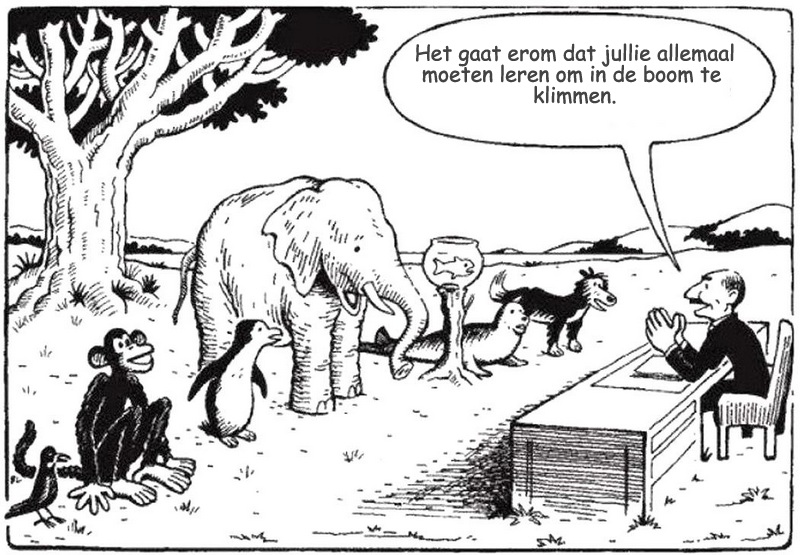 Het gaat erom dat jullie allemaal
moeten leren om in de boom te
klimmen.